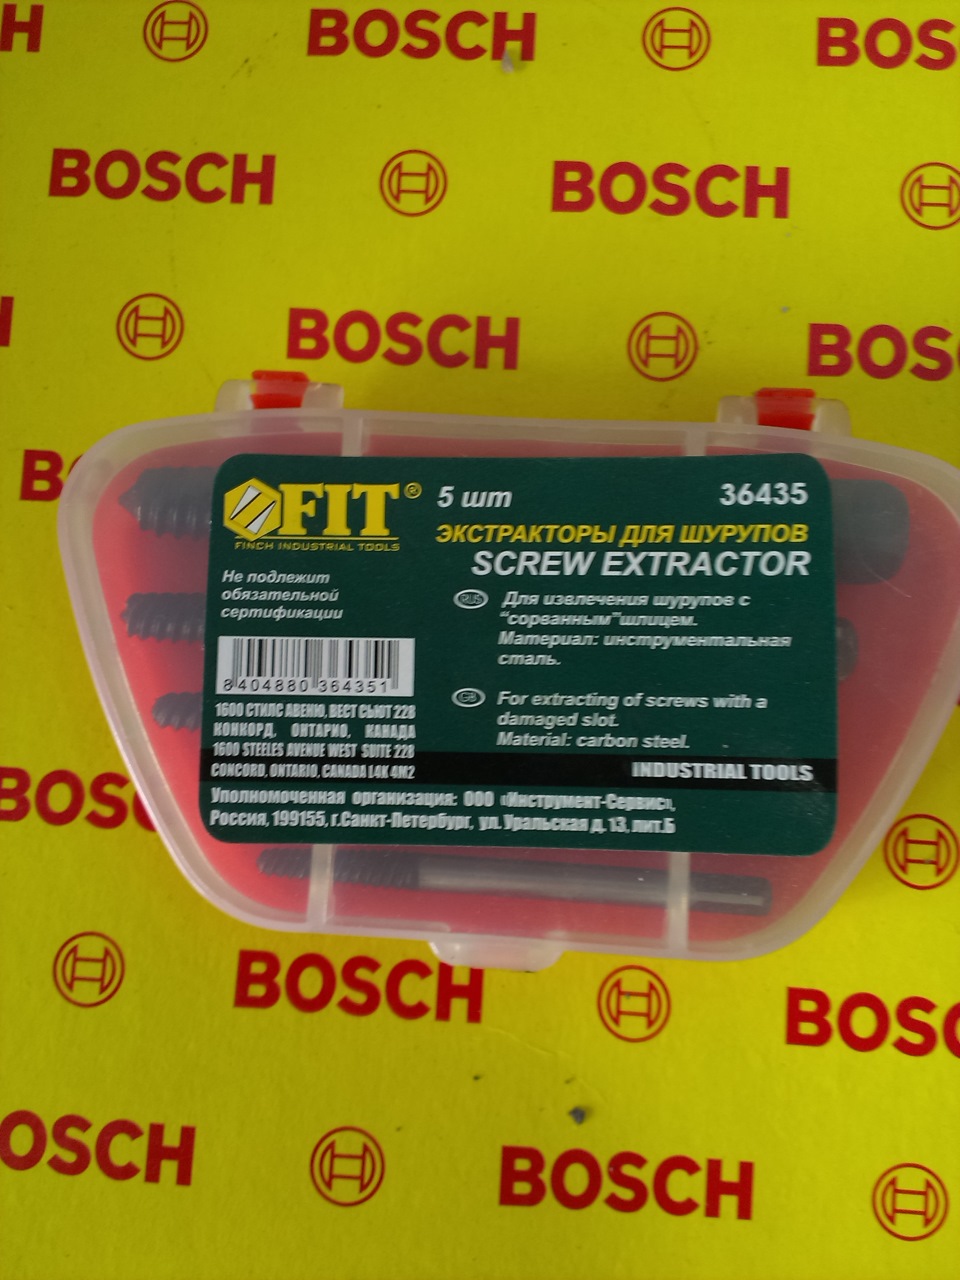 H BOSCH BOS
BOSCH BOSCH
BOSCH BOS
B
FIT®
FINCH INDUSTRIAL TOOLS
5 шт 36435
ЭКСТРАКТОРЫ ДЛЯ ШУРУПОВ
SCREW EXTRACTOR
Не подлежит
обязательной
сертификации
RUS Для извлечения шурупов с
"сорванным"шлицем.
Материал: инструментальная
сталь.
8 404880 364351
GB For extracting of screws with a
damaged slot.
Material: carbon steel.
1600 СТИЛС АВЕНЮ, ВЕСТ СЬЮТ 228
КОНКОРД, ОНТАРИО, КАНАДА
1600 STEELES AVENUE WEST SUITE 228
CONCORD, ONTARIO, CANADA L4K 4M2
INDUSTRIAL TOOLS
Уполномоченная организация: ООО «Инструмент-Сервис»,
Россия, 199155, г.Санкт-Петербург, ул. Уральская д. 13, лит.Б
BOS
BOSCH BOSC
OSCH BOSCH